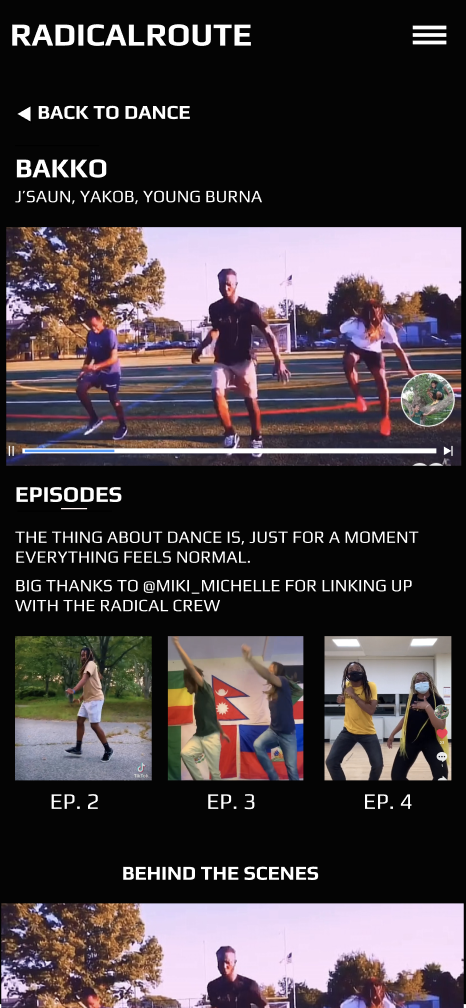 RADICALROUTE
BACK TO DANCE
BAKKO
J'SAUN, YAKOB, YOUNG BURNA
EPISODES
THE THING ABOUT DANCE IS, JUST FOR A MOMENT
EVERYTHING FEELS NORMAL.
BIG THANKS TO @MIKI_MICHELLE FOR LINKING UP
WITH THE RADICAL CREW
TikTok
EP. 2
EP. 3
EP. 4
BEHIND THE SCENES